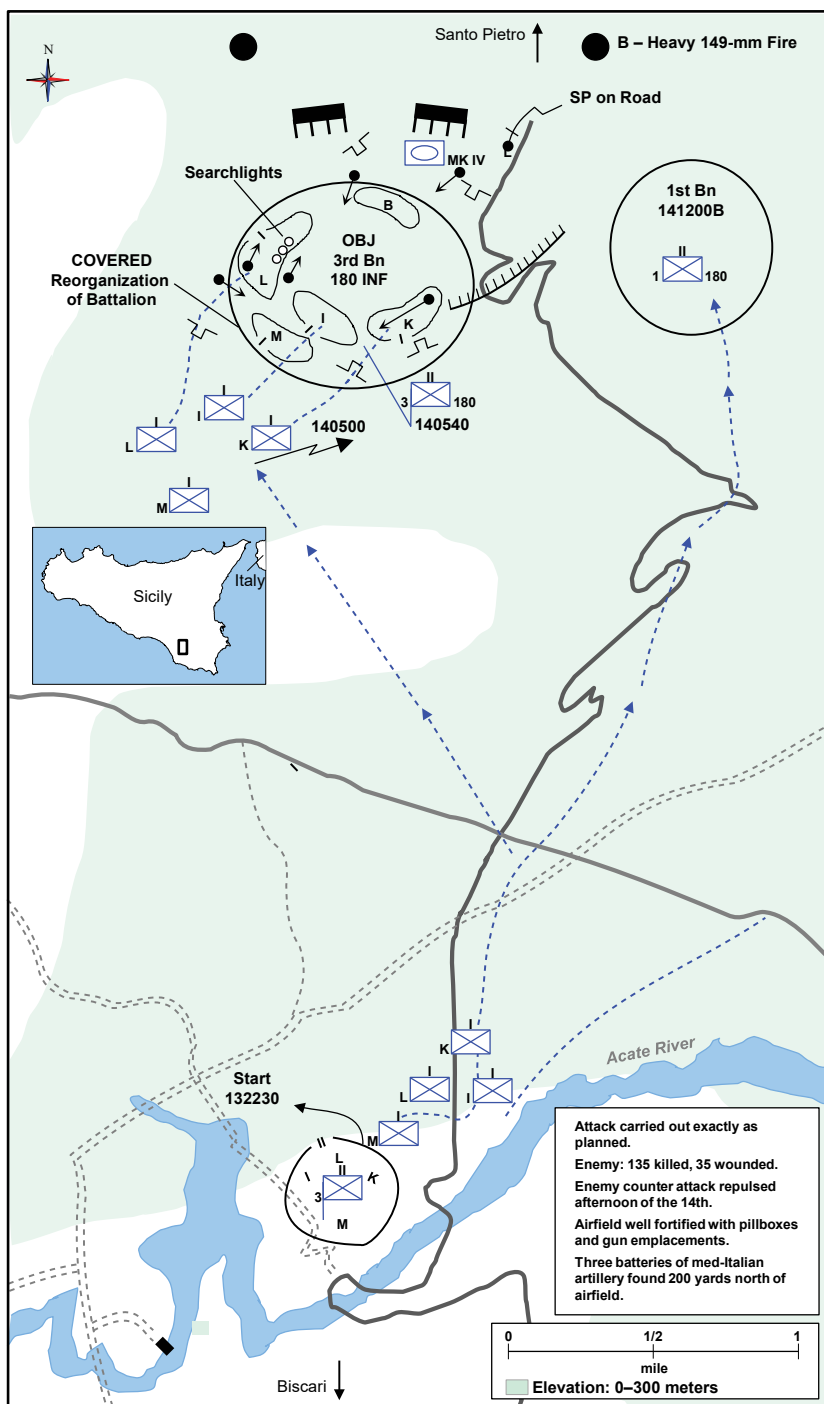 Santo Pietro
B – Heavy 149-mm Fire
N
SP on Road
L
MK IV
Searchlights
B
1st Bn
141200B
OBJ
3rd Bn
180 INF
I
L
COVERED
Reorganization
of Battalion
II
1 180
I
K
I
M
I
I
II
3 180
I
I
L
I
I
K
140500
140540
I
M
Sicily
Italy
I
I
K
Acate River
Start
132230
I
L
I
I
I
M
II
L
I
II
K
3
M
Attack carried out exactly as
planned.
Enemy: 135 killed, 35 wounded.
Enemy counter attack repulsed
afternoon of the 14th.
Airfield well fortified with pillboxes
and gun emplacements.
Three batteries of med-Italian
artillery found 200 yards north of
airfield.
0 1/2 1
mile
Elevation: 0–300 meters
Biscari